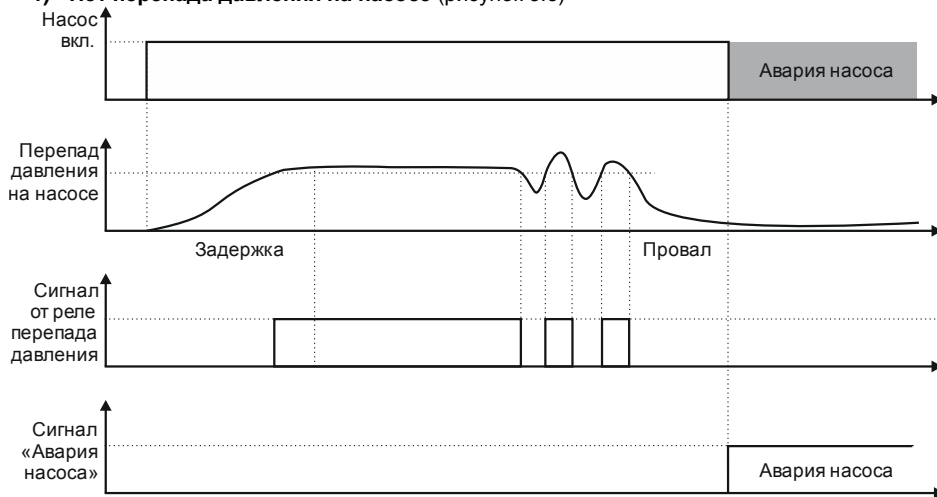 Насос
вкл.
Авария насоса
Перепад
давления
на насосе
Задержка
Провал
Сигнал
от реле
перепада
давления
Сигнал
«Авария
насоса»
Авария насоса